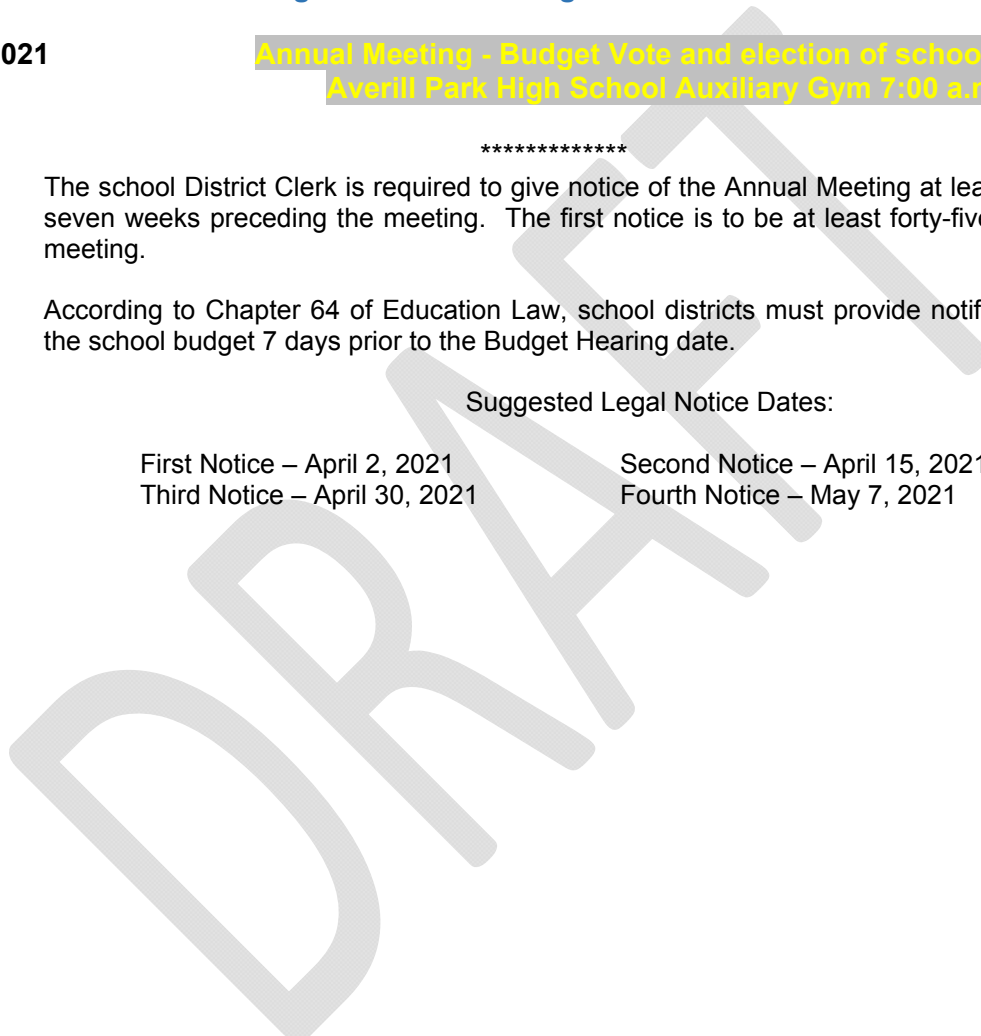 021 Annual Meeting - Budget Vote and election of schoo
Averill Park High School Auxiliary Gym 7:00 a.
*************
The school District Clerk is required to give notice of the Annual Meeting at lea
seven weeks preceding the meeting. The first notice is to be at least forty-five
meeting.
According to Chapter 64 of Education Law, school districts must provide notif
the school budget 7 days prior to the Budget Hearing date.
Suggested Legal Notice Dates:
First Notice – April 2, 2021 Second Notice – April 15, 2021
Third Notice – April 30, 2021 Fourth Notice – May 7, 2021
DRAFT